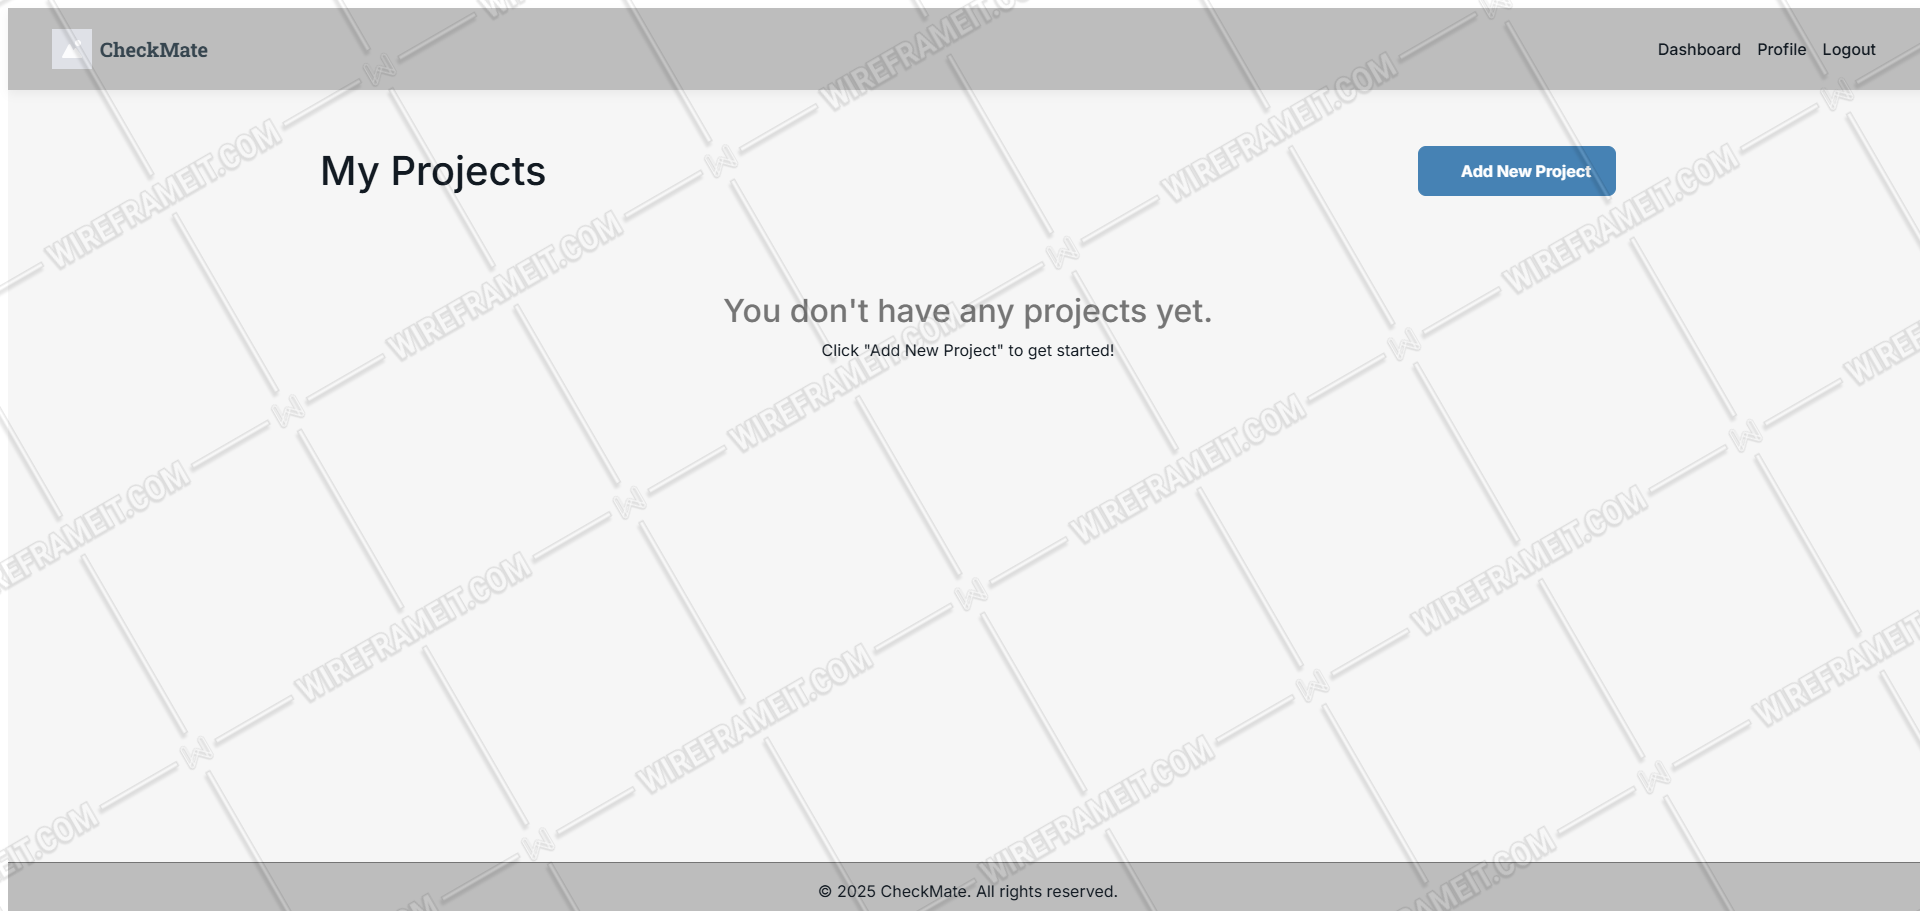 CheckMate
Dashboard Profile Logout
My Projects
Add New Project
You don't have any projects yet.
Click "Add New Project" to get started!
© 2025 CheckMate. All rights reserved.
WIREFRAMEIT.COM